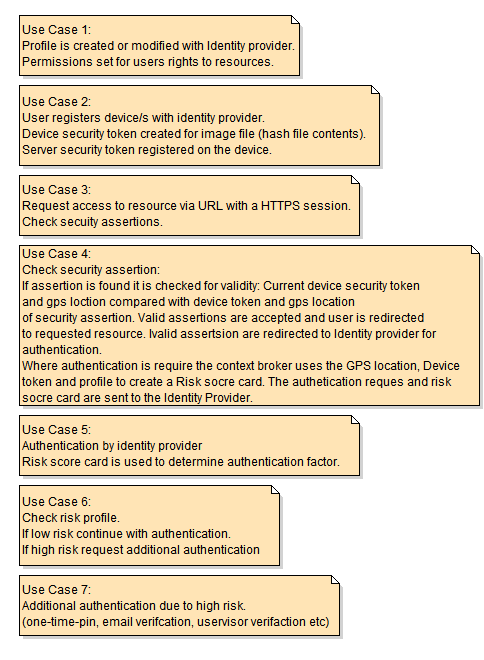 Use Case 1:
Profile is created or modified with Identity provider.
Permissions set for users rights to resources.
Use Case 2:
User registers device/s with identity provider.
Device security token created for image file (hash file contents).
Server security token registered on the device.
Use Case 3:
Request access to resource via URL with a HTTPS session.
Check secuity assertions.
Use Case 4:
Check security assertion:
If assertion is found it is checked for validity: Current device security token
and gps loction compared with device token and gps location
of security assertion. Valid assertions are accepted and user is redirected
to requested resource. Ivalid assertsion are redirected to Identity provider for
authentication.
Where authentication is require the context broker uses the GPS location, Device
token and profile to create a Risk socre card. The authetication reques and risk
socre card are sent to the Identity Provider.
Use Case 5:
Authentication by identity provider
Risk score card is used to determine authentication factor.
Use Case 6:
Check risk profile.
If low risk continue with authentication.
If high risk request additional authentication
Use Case 7:
Additional authentication due to high risk.
(one-time-pin, email verifcation, uservisor verifaction etc)